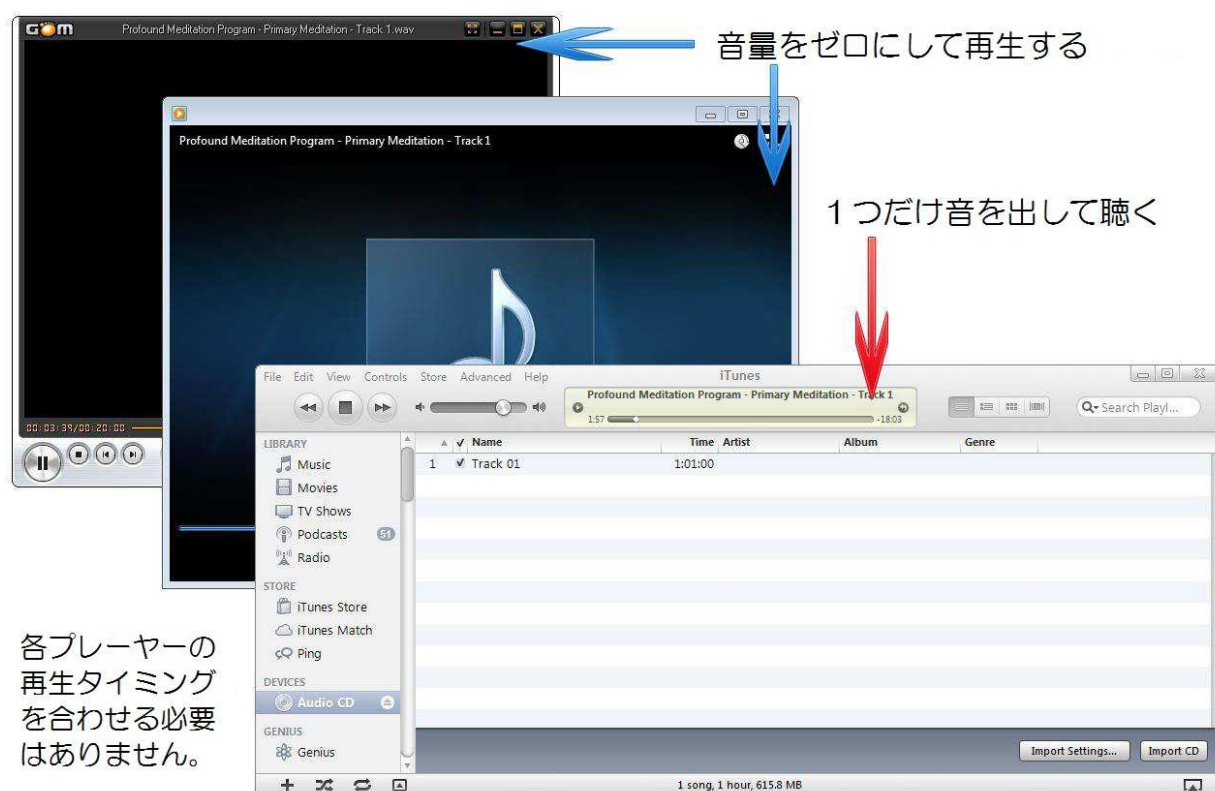 GOM
Profound Meditation Program - Primary Meditation - Track 1.wav
音量をゼロにして再生する
Profound Meditation Program - Primary Meditation - Track 1
1つだけ音を出して聴く
File Edit View Controls Store Advanced Help
iTunes
Profound Meditation Program - Primary Meditation - Track 1
1:57
-18:03
Search Playl...
00:03:39/00:20:00
LIBRARY
Music
Movies
TV Shows
Podcasts 51
Radio
STORE
iTunes Store
iTunes Match
Ping
DEVICES
Audio CD
GENIUS
Genius
Name Time Artist Album Genre
1 Track 01 1:01:00
各プレーヤーの
再生タイミング
を合わせる必要
はありません。
Import Settings... Import CD
1 song, 1 hour, 615.8 MB